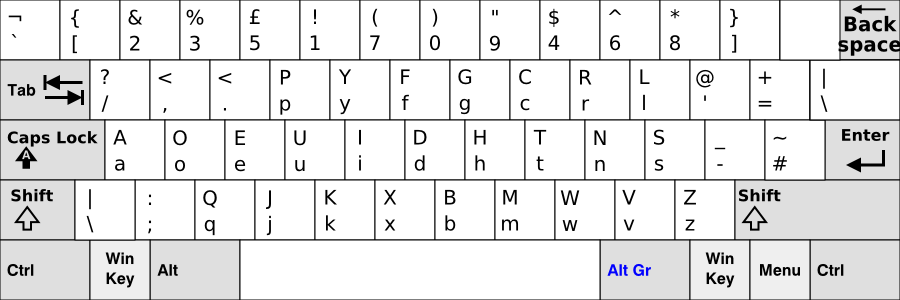 ¬ { & % £ ! ( ) " $ ^ * } Back
` [ 2 3 5 1 7 0 9 4 6 8 ] space
Tab ? < < P Y F G C R L @ + |
/ , . p y f g c r l ' = \
Caps Lock A O E U I D H T N S _ ~ Enter
A a o e u i d h t n s - #
Shift | : Q J K X B M W V Z Shift
\ ; q j k x b m w v z
Ctrl Win Key Alt Alt Gr Win Key Menu Ctrl